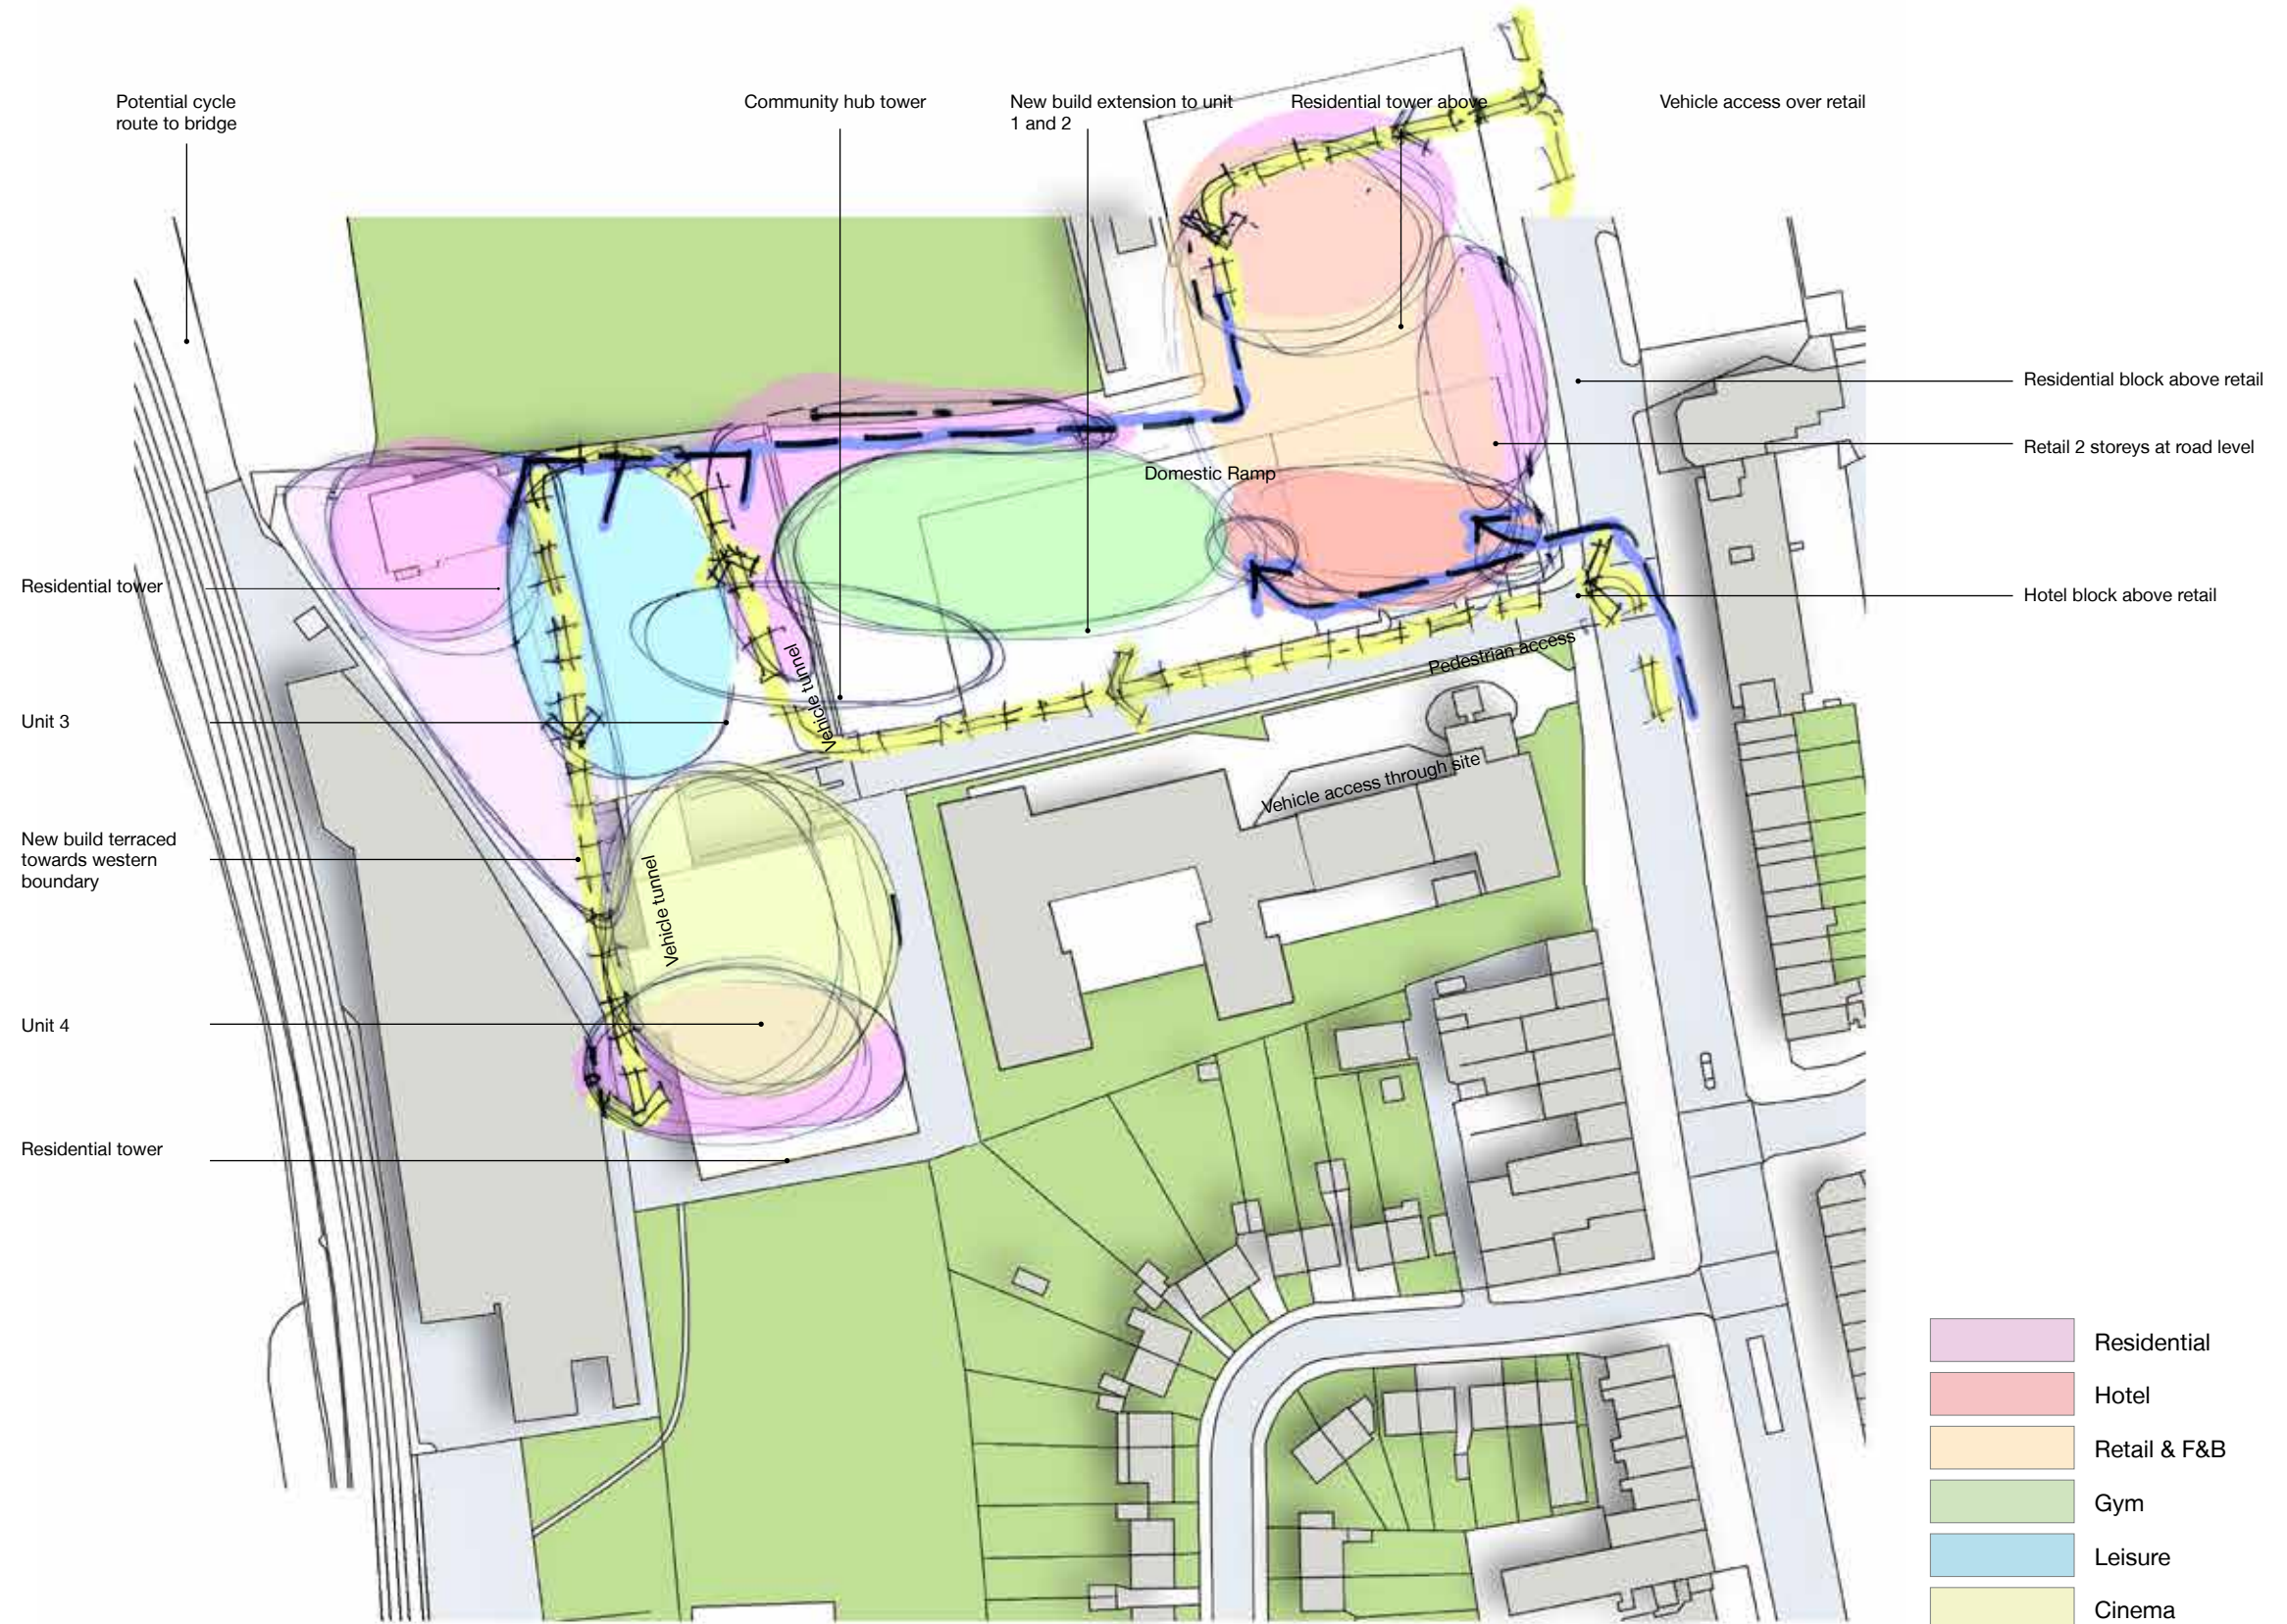 Potential cycle
route to bridge
Community hub tower
New build extension to unit
1 and 2
Residential tower above
Vehicle access over retail
Residential block above retail
Retail 2 storeys at road level
Domestic Ramp
Residential tower
Hotel block above retail
Pedestrian access
Vehicle tunnel
Unit 3
Vehicle access through site
New build terraced
towards western
boundary
Vehicle tunnel
Unit 4
Residential tower
Residential
Hotel
Retail & F&B
Gym
Leisure
Cinema